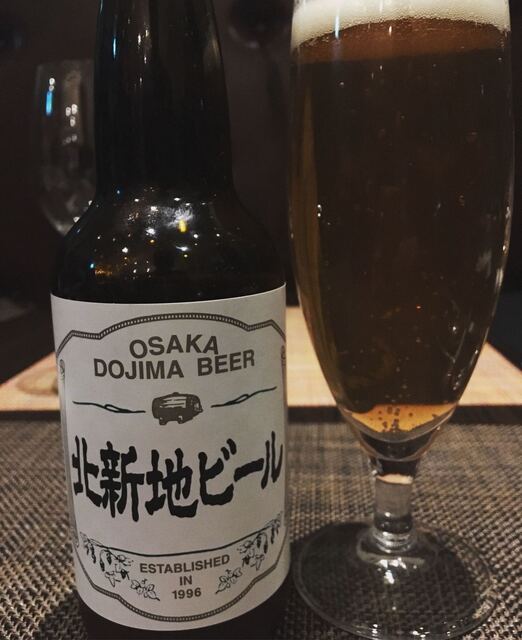 OSAKA
DOJIMA BEER
北新地ビール
ESTABLISHED
IN
1996